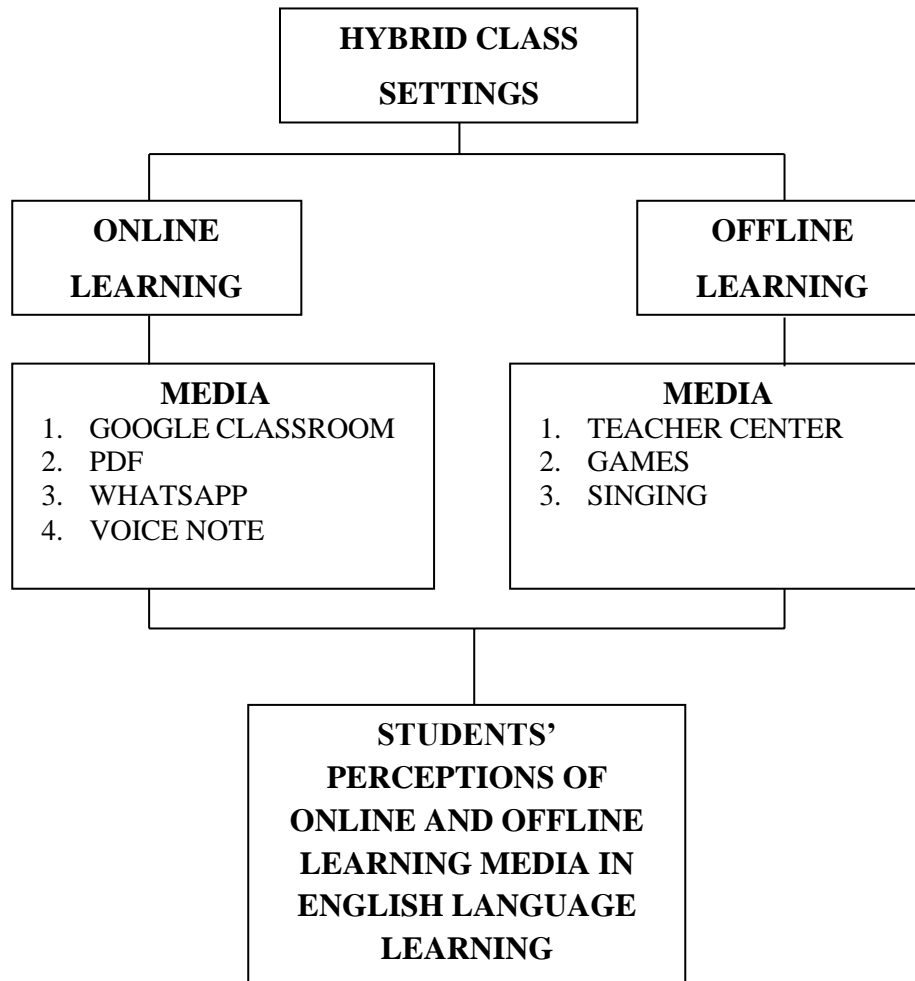 HYBRID CLASS
SETTINGS
ONLINE
LEARNING
OFFLINE
LEARNING
MEDIA
1. GOOGLE CLASSROOM
2. PDF
3. WHATSAPP
4. VOICE NOTE
MEDIA
1. TEACHER CENTER
2. GAMES
3. SINGING
STUDENTS’
PERCEPTIONS OF
ONLINE AND OFFLINE
LEARNING MEDIA IN
ENGLISH LANGUAGE
LEARNING